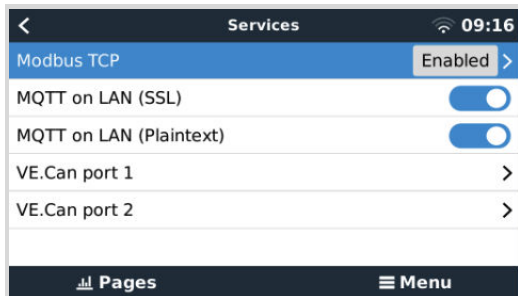 Services 09:16
Modbus TCP Enabled
MQTT on LAN (SSL)
MQTT on LAN (Plaintext)
VE.Can port 1
VE.Can port 2
Pages Menu